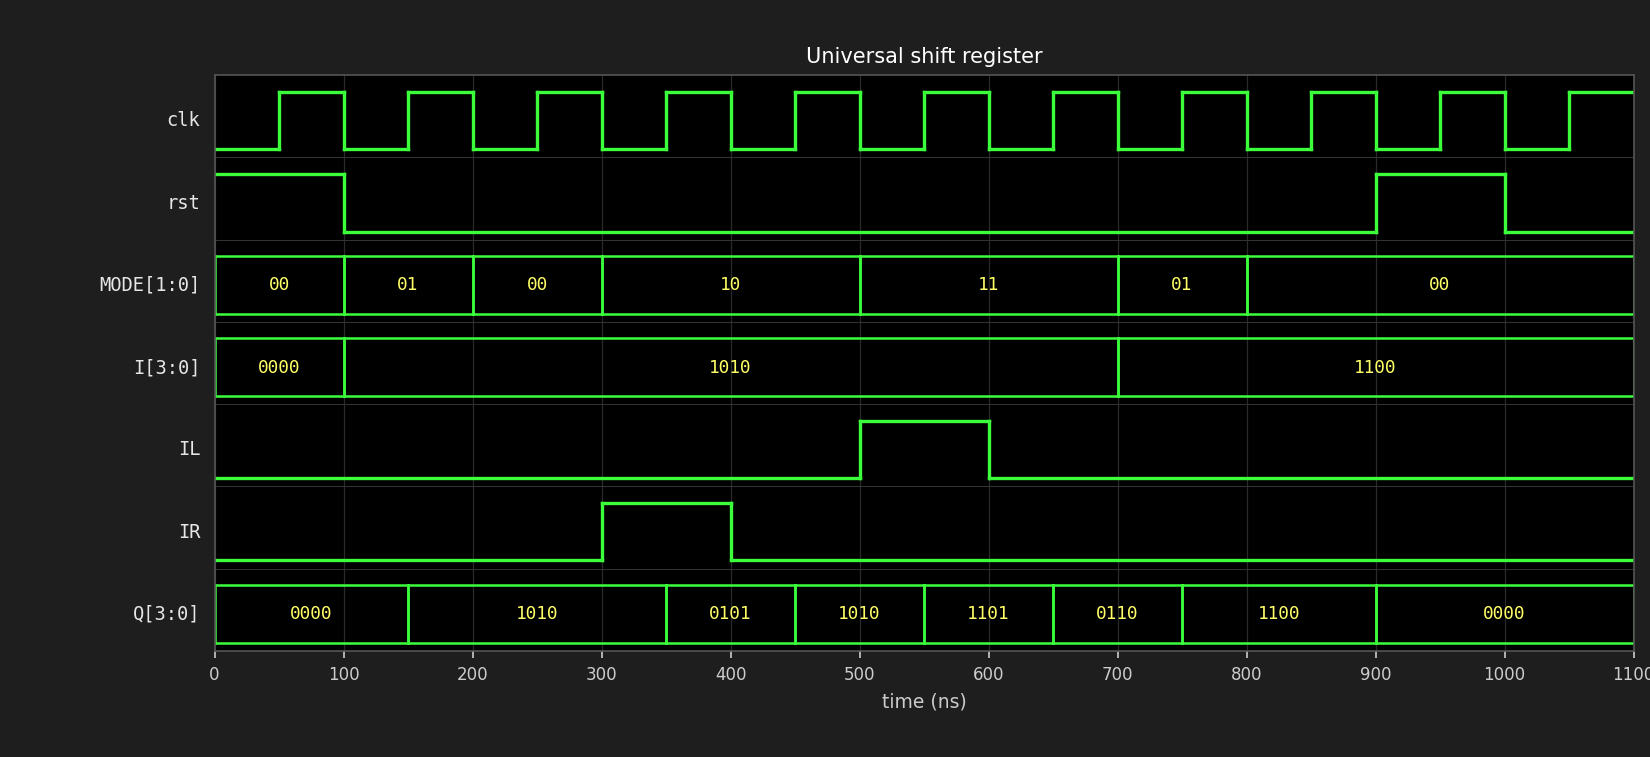 Universal shift register
clk
rst
MODE[1:0] 00 01 00 10 11 01 00
I[3:0] 0000 1010 1100
IL
IR
Q[3:0] 0000 1010 0101 1010 1101 0110 1100 0000
0 100 200 300 400 500 600 700 800 900 1000 1100
time (ns)